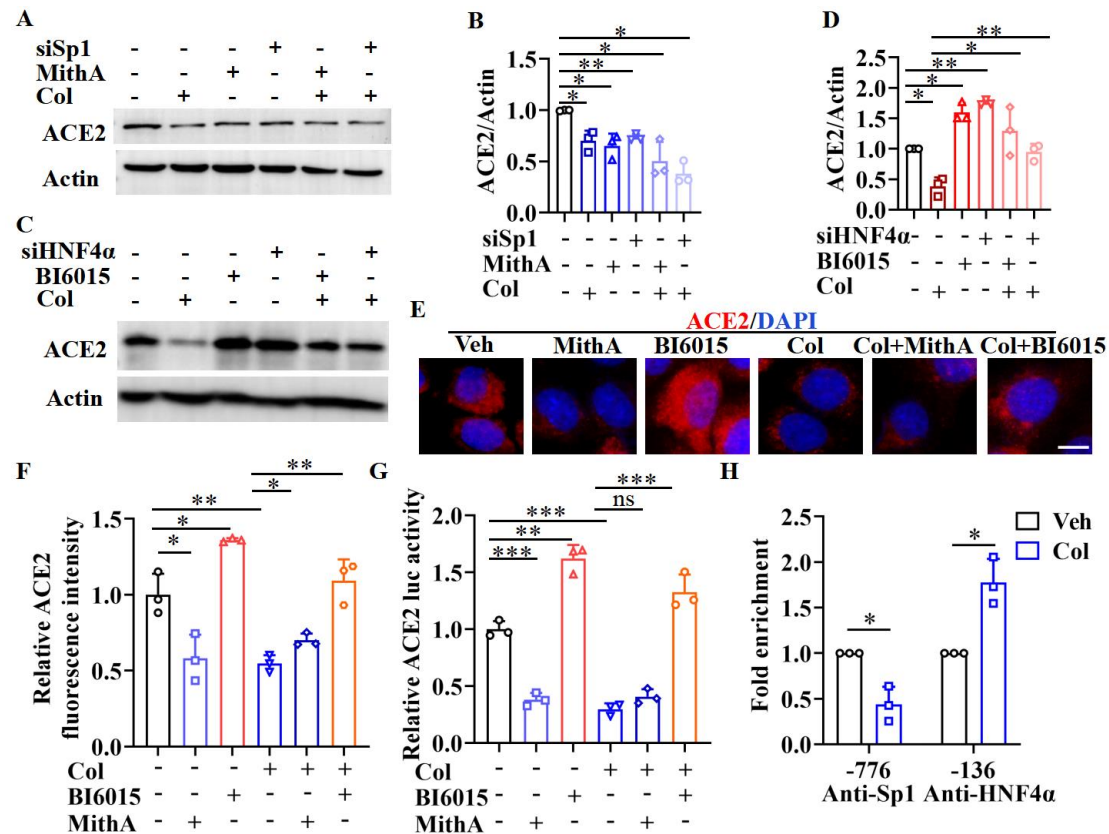 A
siSp1 - - - + - +
MithA - - + - + -
Col - + - - + +
ACE2
Actin
B
* 
*
**
*
*
ACE2/Actin
1.5
1.0
0.5
0.0
siSp1 - - - + - +
MithA - - + - + -
Col - + - - + +
C
siHNF4α - - - + - +
BI6015 - - + - + -
Col - + - - + +
ACE2
Actin
D
**
*
**
*
*
ACE2/Actin
2.5
2.0
1.5
1.0
0.5
0.0
siHNF4α - - - + - +
BI6015 - - + - + -
Col - + - - + +
E
ACE2/DAPI
Veh MithA BI6015 Col Col+MithA Col+BI6015
F
**
*
**
*
*
Relative ACE2
fluorescence intensity
1.5
1.0
0.5
0.0
Col - - - + + +
BI6015 - - + - - +
MithA - + - - + -
G
***
ns
***
**
***
Relative ACE2 luc activity
2.0
1.5
1.0
0.5
0.0
Col - - - + + +
BI6015 - - + - - +
MithA - + - - + -
H
Veh
Col
*
*
Fold enrichment
2.5
2.0
1.5
1.0
0.5
0.0
-776 -136
Anti-Sp1 Anti-HNF4α